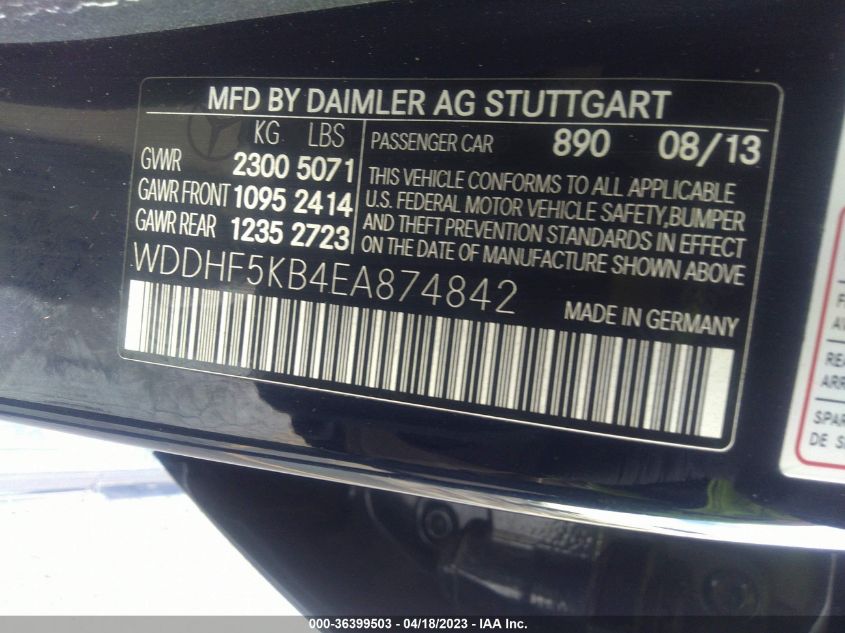 MFD BY DAIMLER AG STUTTGART
KG LBS
GVWR 2300 5071
GAWR FRONT 1095 2414
GAWR REAR 1235 2723
PASSENGER CAR 890 08/13
THIS VEHICLE CONFORMS TO ALL APPLICABLE
U.S. FEDERAL MOTOR VEHICLE SAFETY,BUMPER
AND THEFT PREVENTION STANDARDS IN EFFECT
ON THE DATE OF MANUFACTURE SHOWN ABOVE
WDDHF5KB4EA874842
MADE IN GERMANY
000-36399503 - 04/18/2023 - IAA Inc.